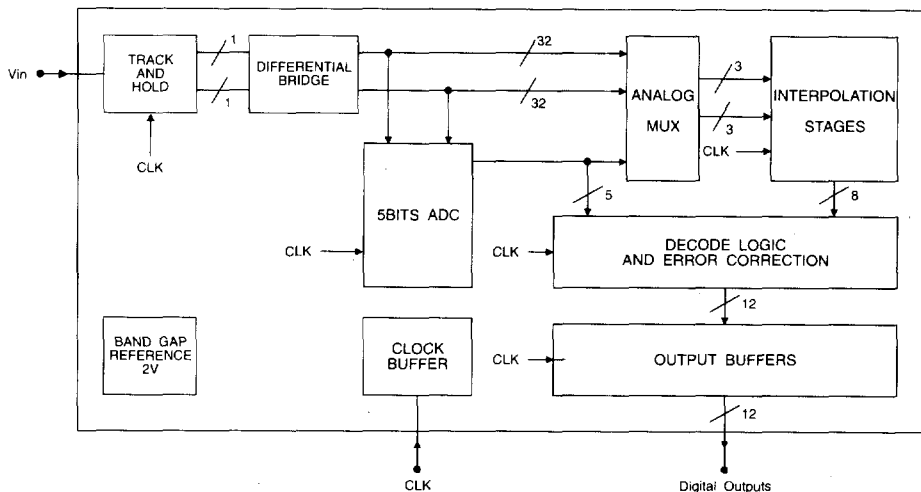 Vin
TRACK
AND
HOLD
CLK
1
1
DIFFERENTIAL
BRIDGE
32
32
ANALOG
MUX
3
3
CLK
INTERPOLATION
STAGES
5BITS ADC
CLK
5
8
CLK
DECODE LOGIC
AND ERROR CORRECTION
12
BAND GAP
REFERENCE
2V
CLOCK
BUFFER
CLK
OUTPUT BUFFERS
12
CLK
Digital Outputs